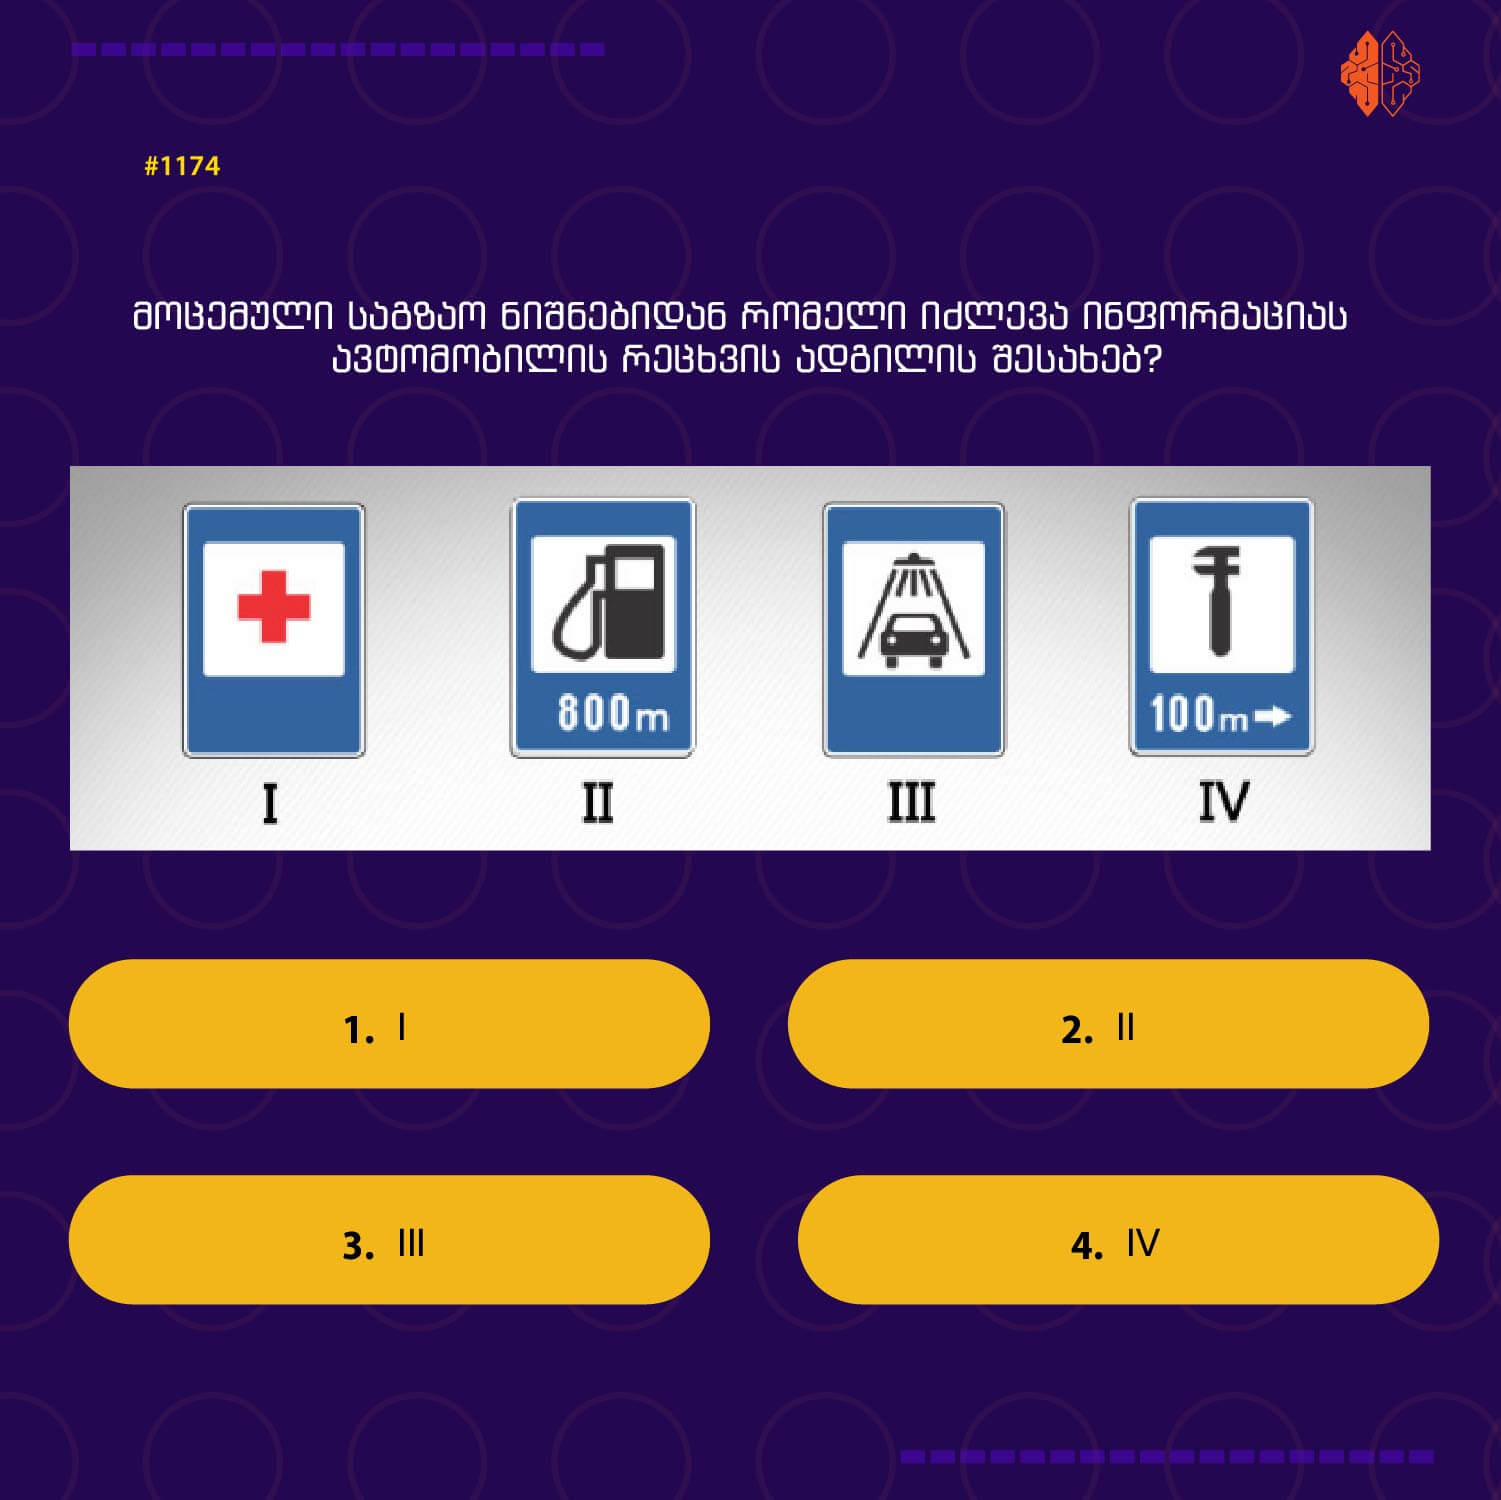 #1174
მოცემული საგზაო ნიშნებიდან რომელი იძლევა ინფორმაციას
ავტომობილის რეცხვის ადგილის შესახებ?
800m
100m
I II III IV
1. I
2. II
3. III
4. IV